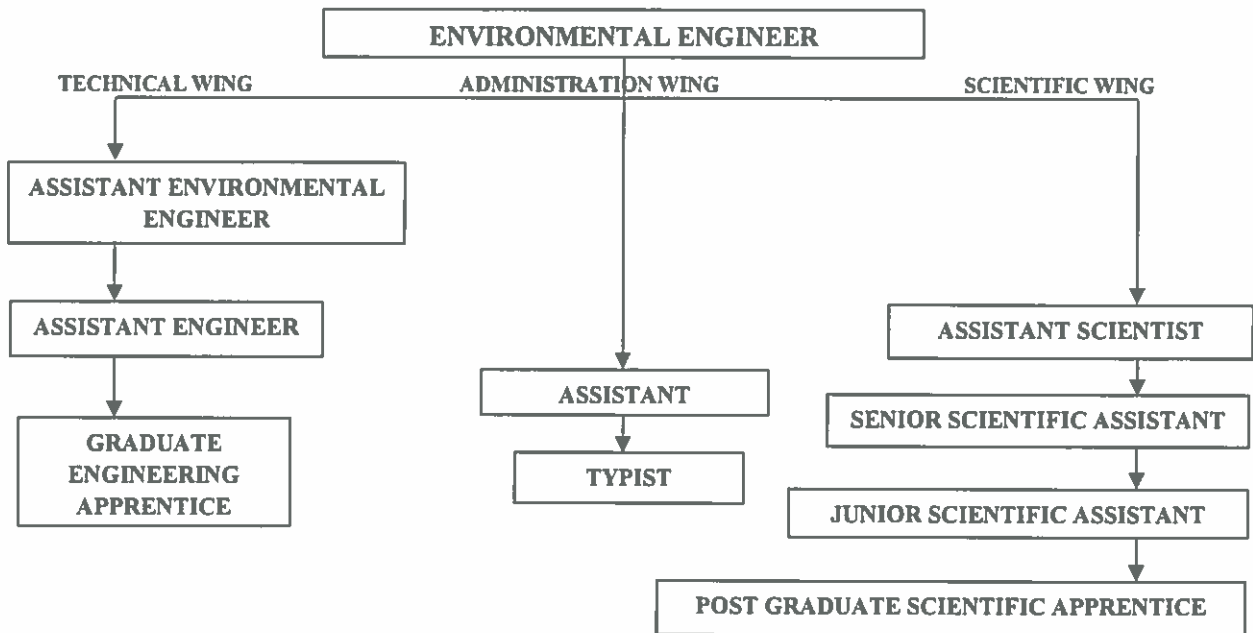 ENVIRONMENTAL ENGINEER
TECHNICAL WING
ADMINISTRATION WING
SCIENTIFIC WING
ASSISTANT ENVIRONMENTAL
ENGINEER
ASSISTANT ENGINEER
GRADUATE
ENGINEERING
APPRENTICE
ASSISTANT
TYPIST
ASSISTANT SCIENTIST
SENIOR SCIENTIFIC ASSISTANT
JUNIOR SCIENTIFIC ASSISTANT
POST GRADUATE SCIENTIFIC APPRENTICE